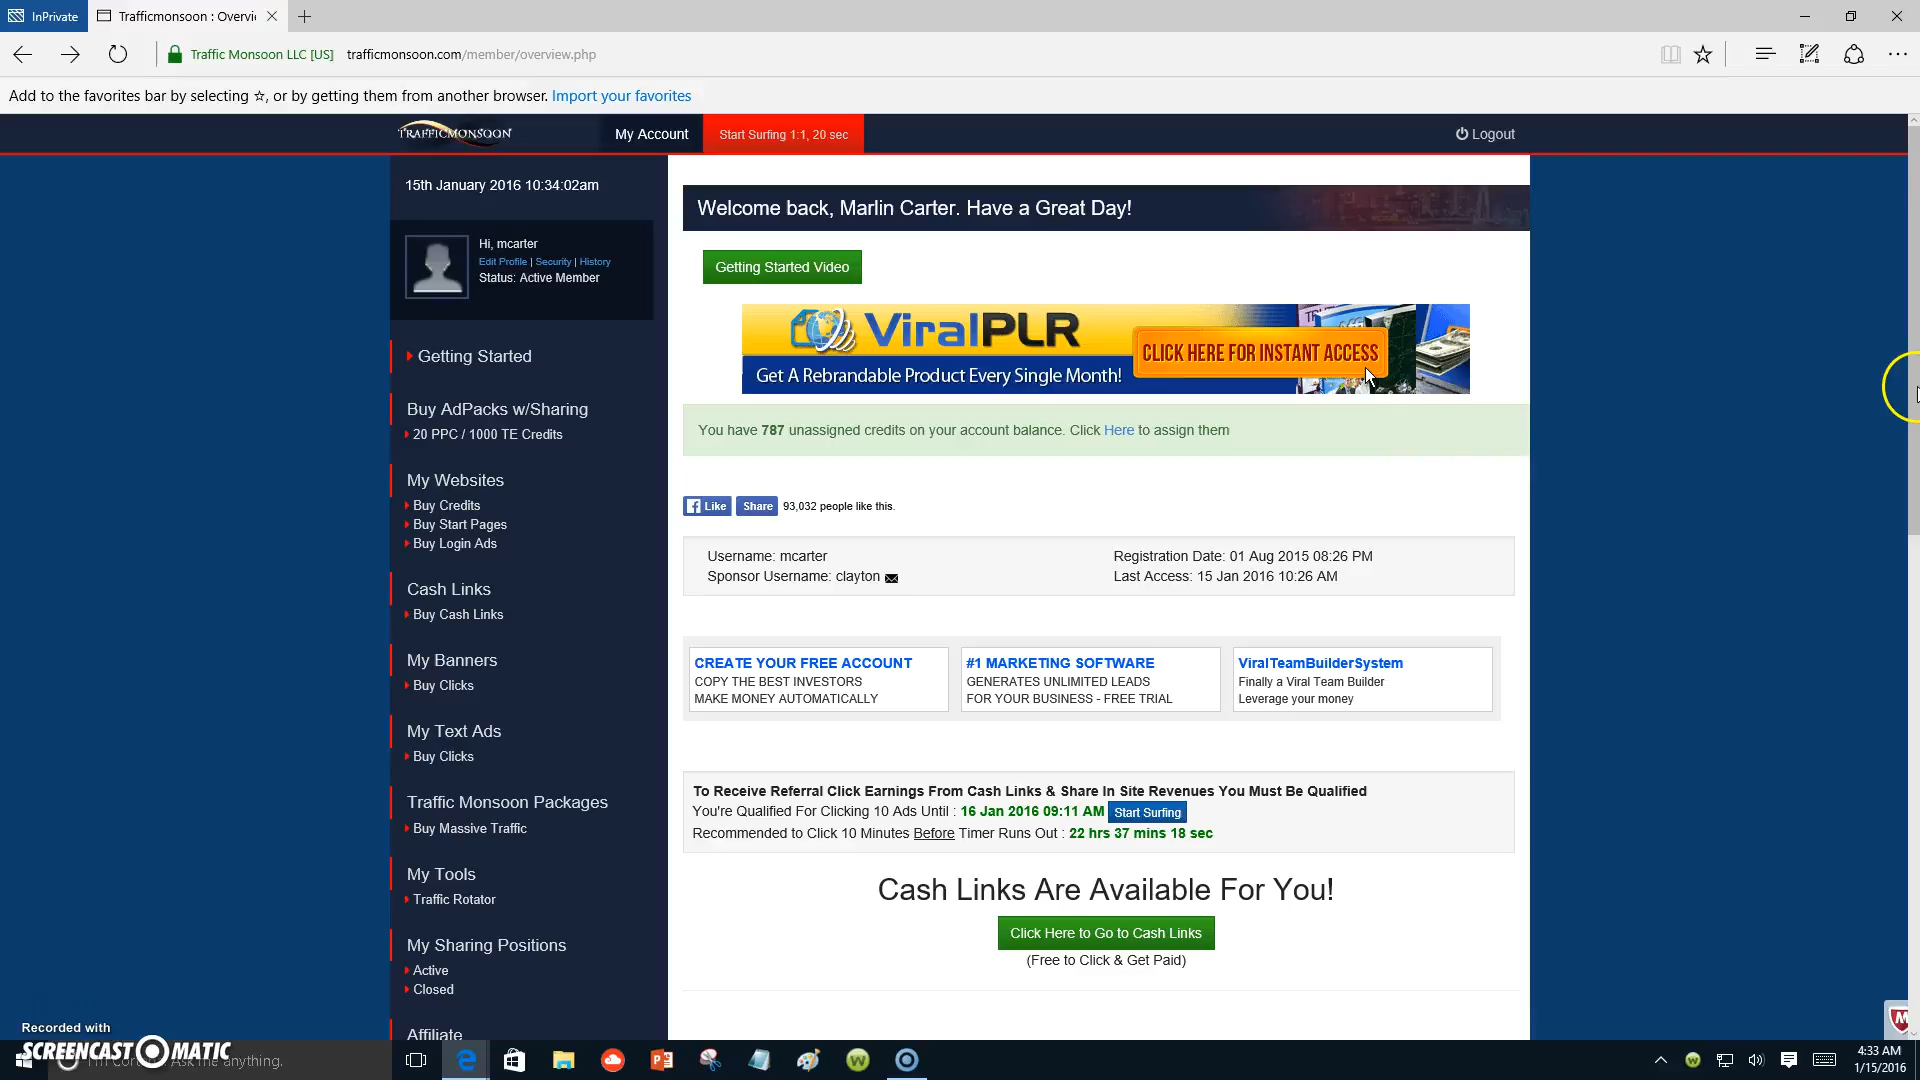 InPrivate
Trafficmonsoon : Overvi
Traffic Monsoon LLC [US] trafficmonsoon.com/member/overview.php
Add to the favorites bar by selecting ☆, or by getting them from another browser. Import your favorites
TRAFFICMONSOON
My Account
Start Surfing 1:1, 20 sec
Logout
15th January 2016 10:34:02am
Hi, mcarter
Edit Profile | Security | History
Status: Active Member
Getting Started
Buy AdPacks w/Sharing
20 PPC / 1000 TE Credits
My Websites
Buy Credits
Buy Start Pages
Buy Login Ads
Cash Links
Buy Cash Links
My Banners
Buy Clicks
My Text Ads
Buy Clicks
Traffic Monsoon Packages
Buy Massive Traffic
My Tools
Traffic Rotator
My Sharing Positions
Active
Closed
Affiliate
Welcome back, Marlin Carter. Have a Great Day!
Getting Started Video
ViralPLR
CLICK HERE FOR INSTANT ACCESS
Get A Rebrandable Product Every Single Month!
You have 787 unassigned credits on your account balance. Click Here to assign them
Like Share 93,032 people like this.
Username: mcarter
Sponsor Username: clayton
Registration Date: 01 Aug 2015 08:26 PM
Last Access: 15 Jan 2016 10:26 AM
CREATE YOUR FREE ACCOUNT
COPY THE BEST INVESTORS
MAKE MONEY AUTOMATICALLY
#1 MARKETING SOFTWARE
GENERATES UNLIMITED LEADS
FOR YOUR BUSINESS - FREE TRIAL
ViralTeamBuilderSystem
Finally a Viral Team Builder
Leverage your money
To Receive Referral Click Earnings From Cash Links & Share In Site Revenues You Must Be Qualified
You're Qualified For Clicking 10 Ads Until : 16 Jan 2016 09:11 AM Start Surfing
Recommended to Click 10 Minutes Before Timer Runs Out : 22 hrs 37 mins 18 sec
Cash Links Are Available For You!
Click Here to Go to Cash Links
(Free to Click & Get Paid)
Recorded with
SCREENCAST-O-MATIC
Ask me anything.
4:33 AM
1/15/2016